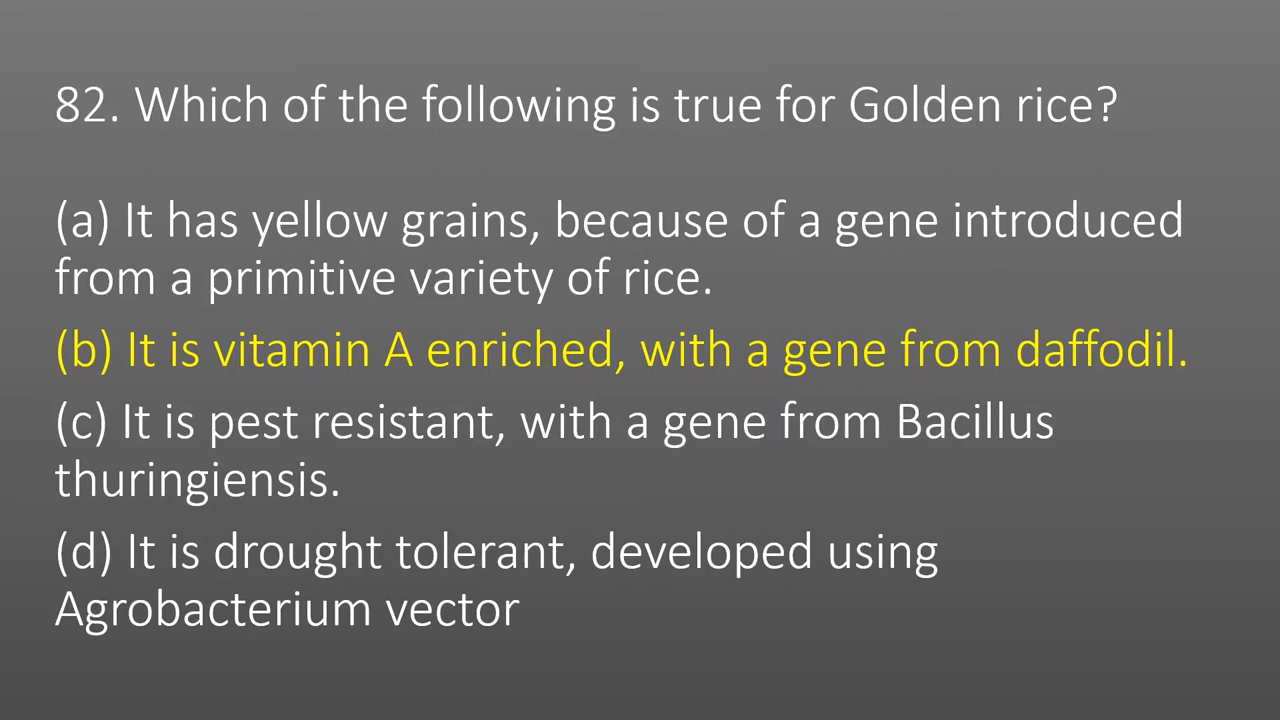 82. Which of the following is true for Golden rice?
(a) It has yellow grains, because of a gene introduced
from a primitive variety of rice.
(b) It is vitamin A enriched, with a gene from daffodil.
(c) It is pest resistant, with a gene from Bacillus
thuringiensis.
(d) It is drought tolerant, developed using
Agrobacterium vector